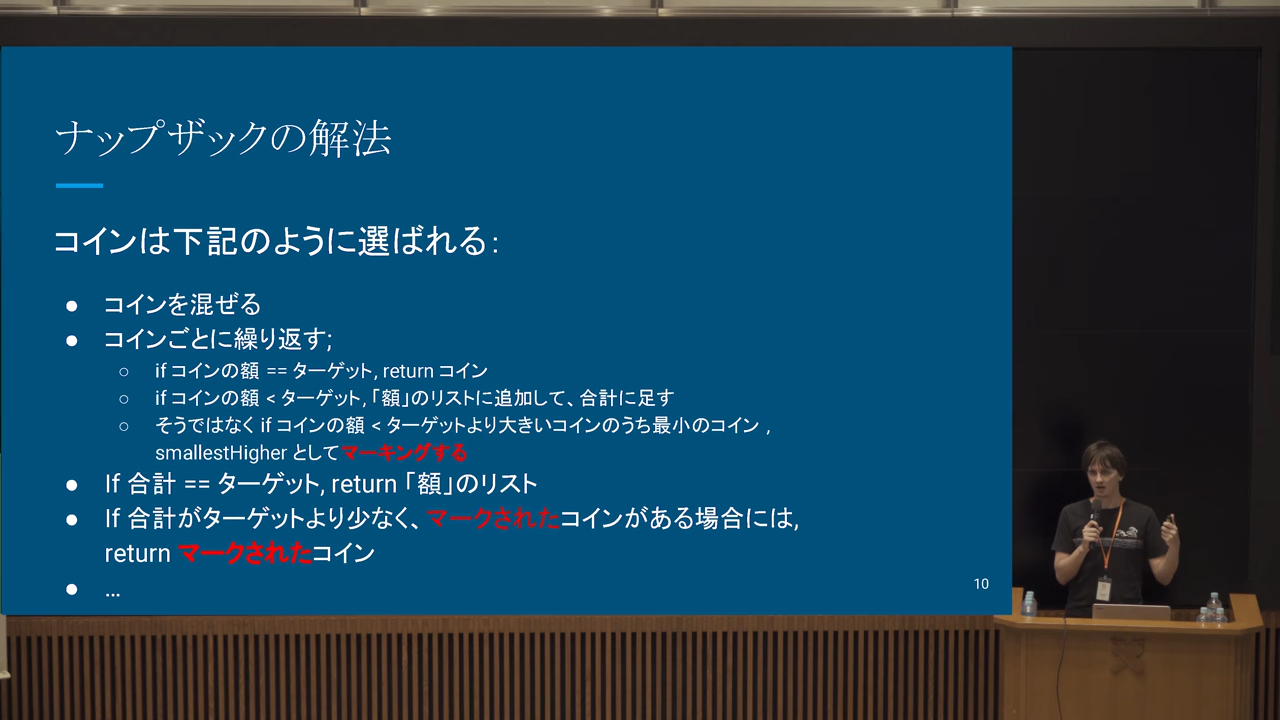 ナップザックの解法
コインは下記のように選ばれる：
● コインを混ぜる
● コインごとに繰り返す;
○ if コインの額 == ターゲット, return コイン
○ if コインの額 < ターゲット,「額」のリストに追加して、合計に足す
○ そうではなく if コインの額 < ターゲットより大きいコインのうち最小のコイン ,
smallestHigher としてマーキングする
● If 合計 == ターゲット, return「額」のリスト
● If 合計がターゲットより少なく、マークされたコインがある場合には,
return マークされたコイン
● ...
10